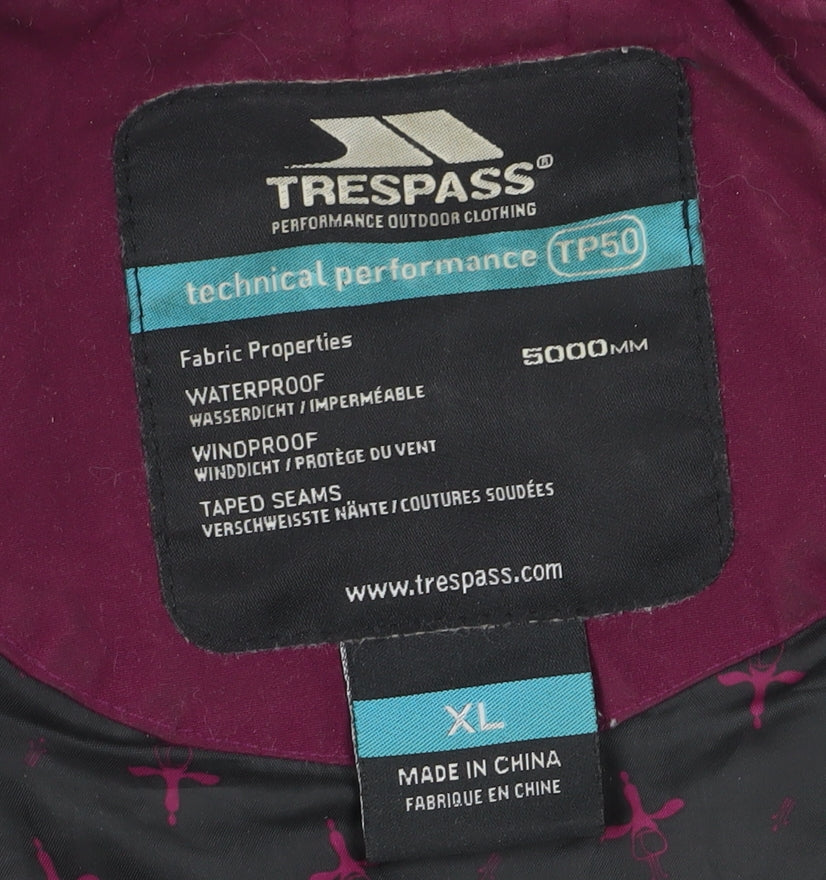 TRESPASS®
PERFORMANCE OUTDOOR CLOTHING
technical performance TP50
Fabric Properties
5000MM
WATERPROOF
WASSERDICHT / IMPERMÉABLE
WINDPROOF
WINDDICHT / PROTÈGE DU VENT
TAPED SEAMS
VERSCHWEISSTE NÄHTE / COUTURES SOUDÉES
www.trespass.com
XL
MADE IN CHINA
FABRIQUE EN CHINE